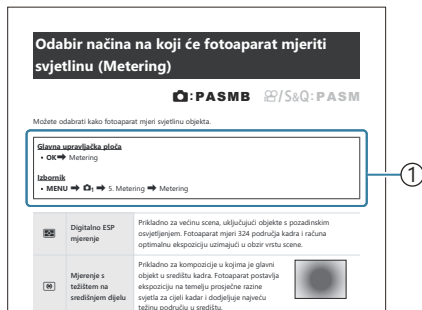 Odabir načina na koji će fotoaparat mjeriti
svjetlinu (Metering)
:PASMB /S&Q:PASM
Možete odabrati kako fotoaparat mjeri svjetlinu objekta.
Glavna upravljačka ploča
• OK➡ Metering
Izbornik
• MENU ➡ 1 ➡ 5. Metering ➡ Metering
1
Digitalno ESP
mjerenje
Prikladno za većinu scena, uključujući objekte s pozadinskim
osvjetljenjem. Fotoaparat mjeri 324 područja kadra i računa
optimalnu ekspoziciju uzimajući u obzir vrstu scene.
Mjerenje s
težištem na
središnjem dijelu
Prikladno za kompozicije u kojima je glavni
objekt u središtu kadra. Fotoaparat postavlja
ekspoziciju na temelju prosječne razine
svjetla za cijeli kadar i dodjeljuje najveću
težinu području u središtu.